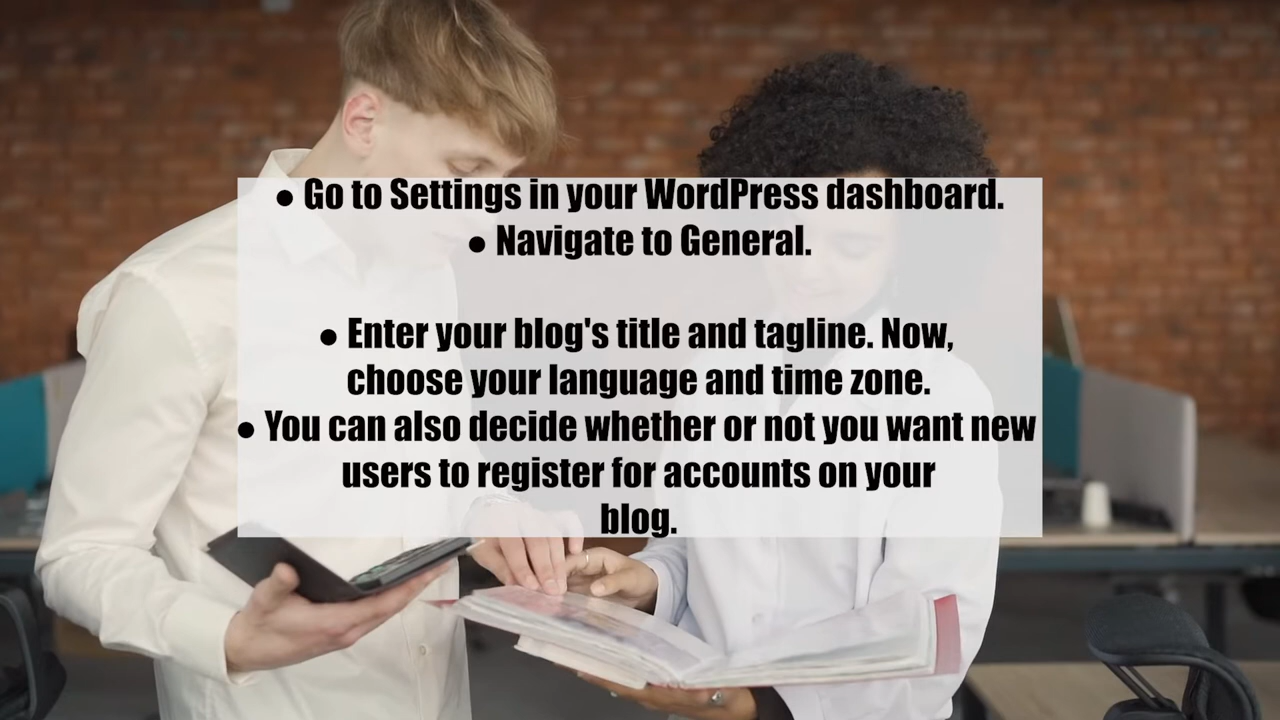 ● Go to Settings in your WordPress dashboard.
● Navigate to General.
● Enter your blog's title and tagline. Now,
choose your language and time zone.
● You can also decide whether or not you want new
users to register for accounts on your
blog.